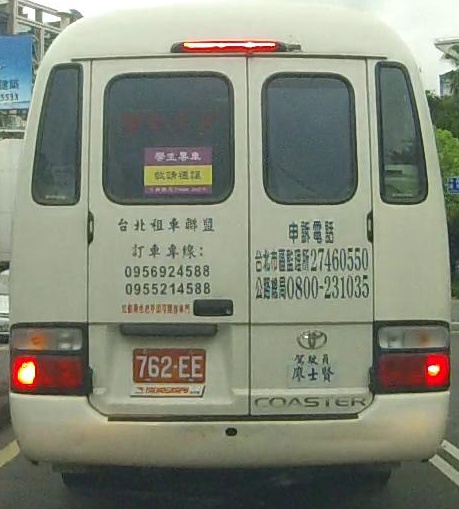 學生專車
敬請禮讓
台北租車聯盟
訂車專線：
0956924588
0955214588
申訴電話
台北市區監理所27460550
公路總局0800-231035
762-EE
駕駛員
廖士賢
COASTER
5533